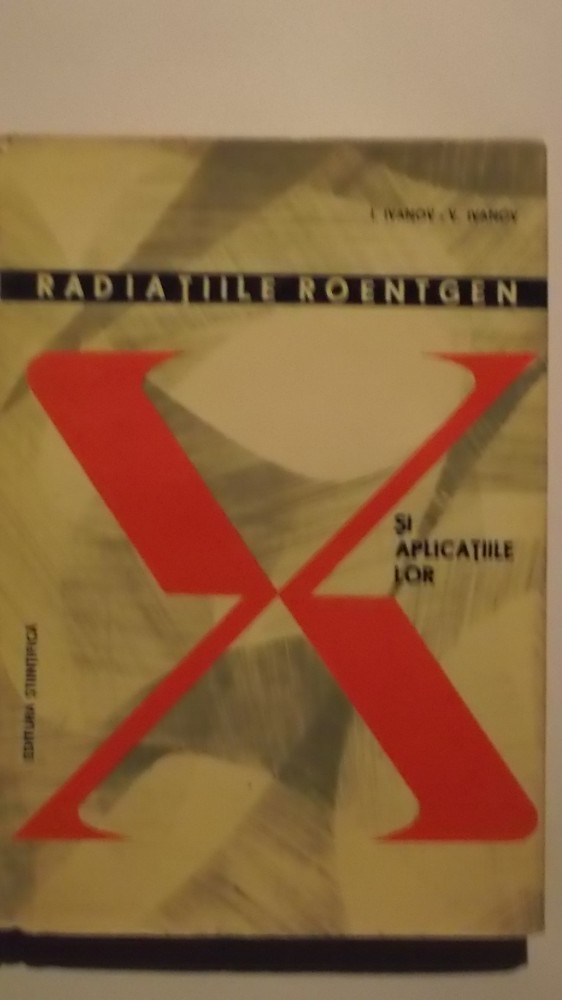 I. IVANOV, V. IVANOV
RADIAȚIILE ROENTGEN
X
ȘI
APLICAȚIILE
LOR
EDITURA ȘTIINȚIFICĂ